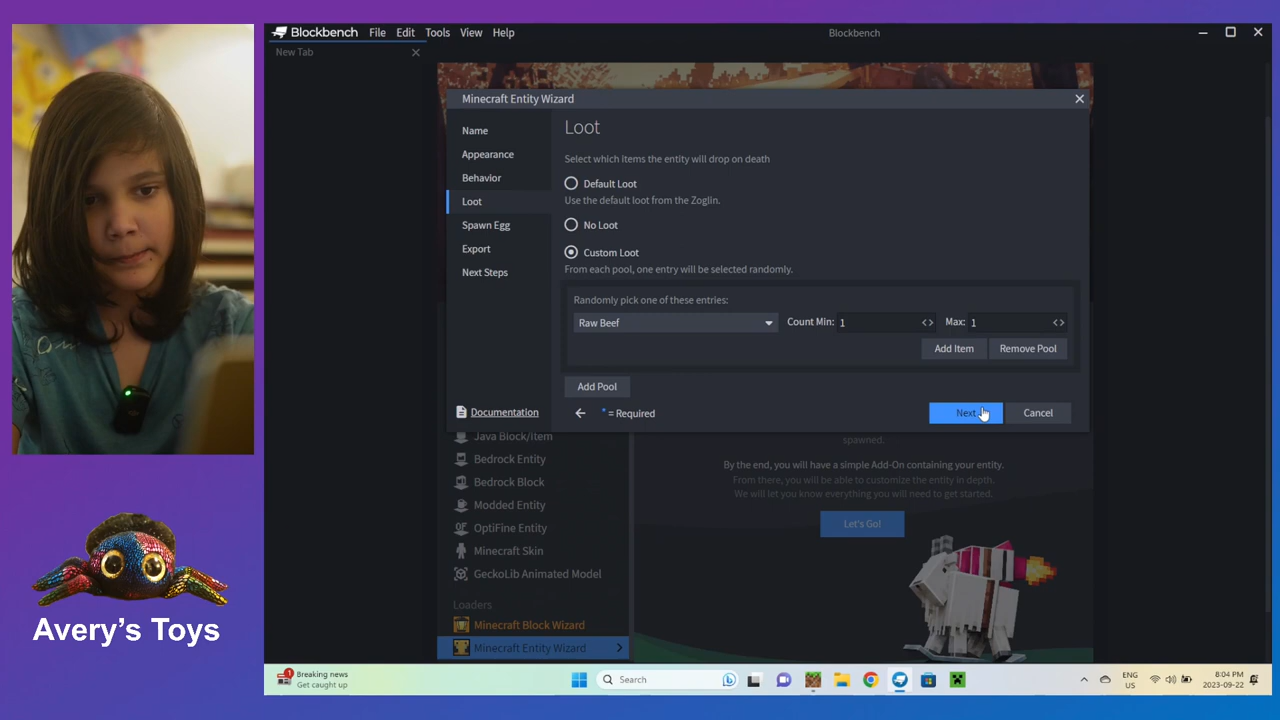 Blockbench File Edit Tools View Help
Blockbench
New Tab
Minecraft Entity Wizard
Name
Appearance
Behavior
Loot
Spawn Egg
Export
Next Steps
Documentation
Loot
Select which items the entity will drop on death
Default Loot
Use the default loot from the Zoglin.
No Loot
Custom Loot
From each pool, one entry will be selected randomly.
Randomly pick one of these entries:
Raw Beef Count Min: 1 Max: 1
Add Item Remove Pool
Add Pool
* = Required
Next Cancel
Java Block/Item
Bedrock Entity
Bedrock Block
Modded Entity
OptiFine Entity
Minecraft Skin
GeckoLib Animated Model
Loaders
Minecraft Block Wizard
Minecraft Entity Wizard
spawned.
By the end, you will have a simple Add-On containing your entity.
From there, you will be able to customize the entity in depth.
We will let you know everything you will need to get started.
Let's Go!
Avery's Toys
1
Breaking news
Get caught up
Search
ENG
US
8:04 PM
2023-09-22